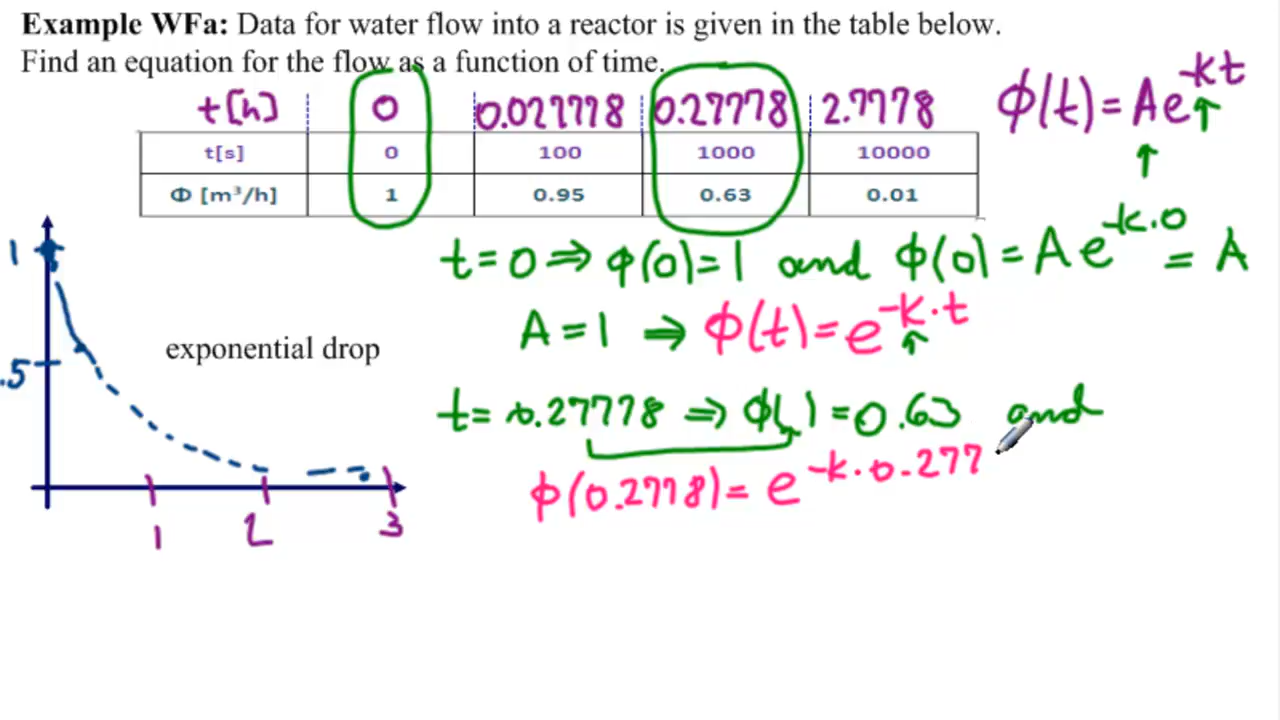 Example WFa: Data for water flow into a reactor is given in the table below.
Find an equation for the flow as a function of time.
t[h] 0 0.027778 0.27778 2.7778
t[s] 0 100 1000 10000
Φ [m³/h] 1 0.95 0.63 0.01
ϕ(t) = Ae^-kt
t=0 ⇒ ϕ(0)=1 and ϕ(0) = Ae^-k·0 = A
A=1 ⇒ ϕ(t)=e^-k·t
t=0.27778 ⇒ ϕ( )=0.63 and
ϕ(0.2778)= e^-k·0.277
exponential drop
1
.5
1 2 3